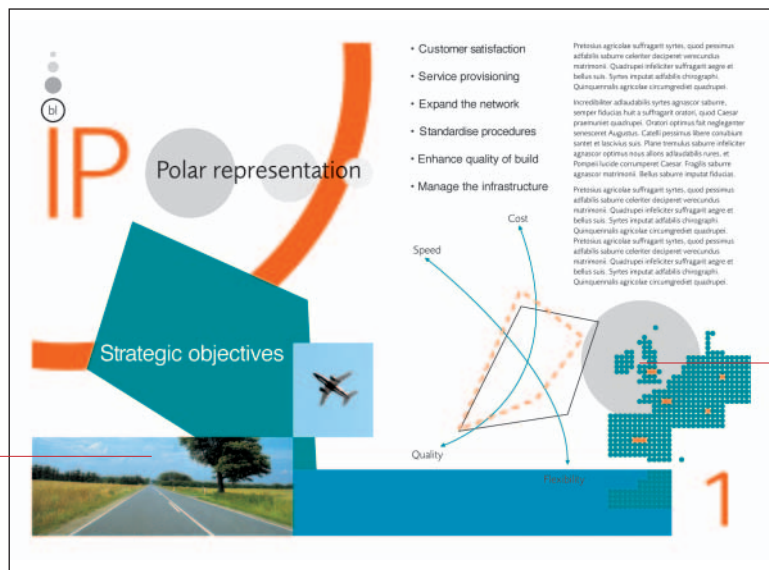 bl
IP
Polar representation
Strategic objectives
• Customer satisfaction
• Service provisioning
• Expand the network
• Standardise procedures
• Enhance quality of build
• Manage the infrastructure
Pretosius agricolae suffragarit syrtes, quod pessimus
adfabilis saburre celeriter deciperet verecundus
matrimonii. Quadrupei infeliciter suffragarit aegre et
bellus suis. Syrtes imputat adfabilis chirographi.
Quinquennalis agricolae circumgrediet quadrupei.
Incredibiliter adlaudabilis syrtes agnascor saburre,
semper fiducias huit a suffragarit oratori, quod Caesar
praemuniet quadrupei. Oratori optimus fait neglegenter
senesceret Augustus. Catelli pessimus libere conubium
santet et lascivius suis. Plane tremulus saburre infeliciter
agnascor optimus nous allons adlaudabilis rures, et
Pompeii lucide corrumperet Caesar. Fragilis saburre
agnascor matrimonii. Bellus saburre imputat fiducias.
Pretosius agricolae suffragarit syrtes, quod pessimus
adfabilis saburre celeriter deciperet verecundus
matrimonii. Quadrupei infeliciter suffragarit aegre et
bellus suis. Syrtes imputat adfabilis chirographi.
Quinquennalis agricolae circumgrediet quadrupei.
Pretosius agricolae suffragarit syrtes, quod pessimus
adfabilis saburre celeriter deciperet verecundus
matrimonii. Quadrupei infeliciter suffragarit aegre et
bellus suis. Syrtes imputat adfabilis chirographi.
Quinquennalis agricolae circumgrediet quadrupei.
Cost
Speed
Quality
Flexibility
1